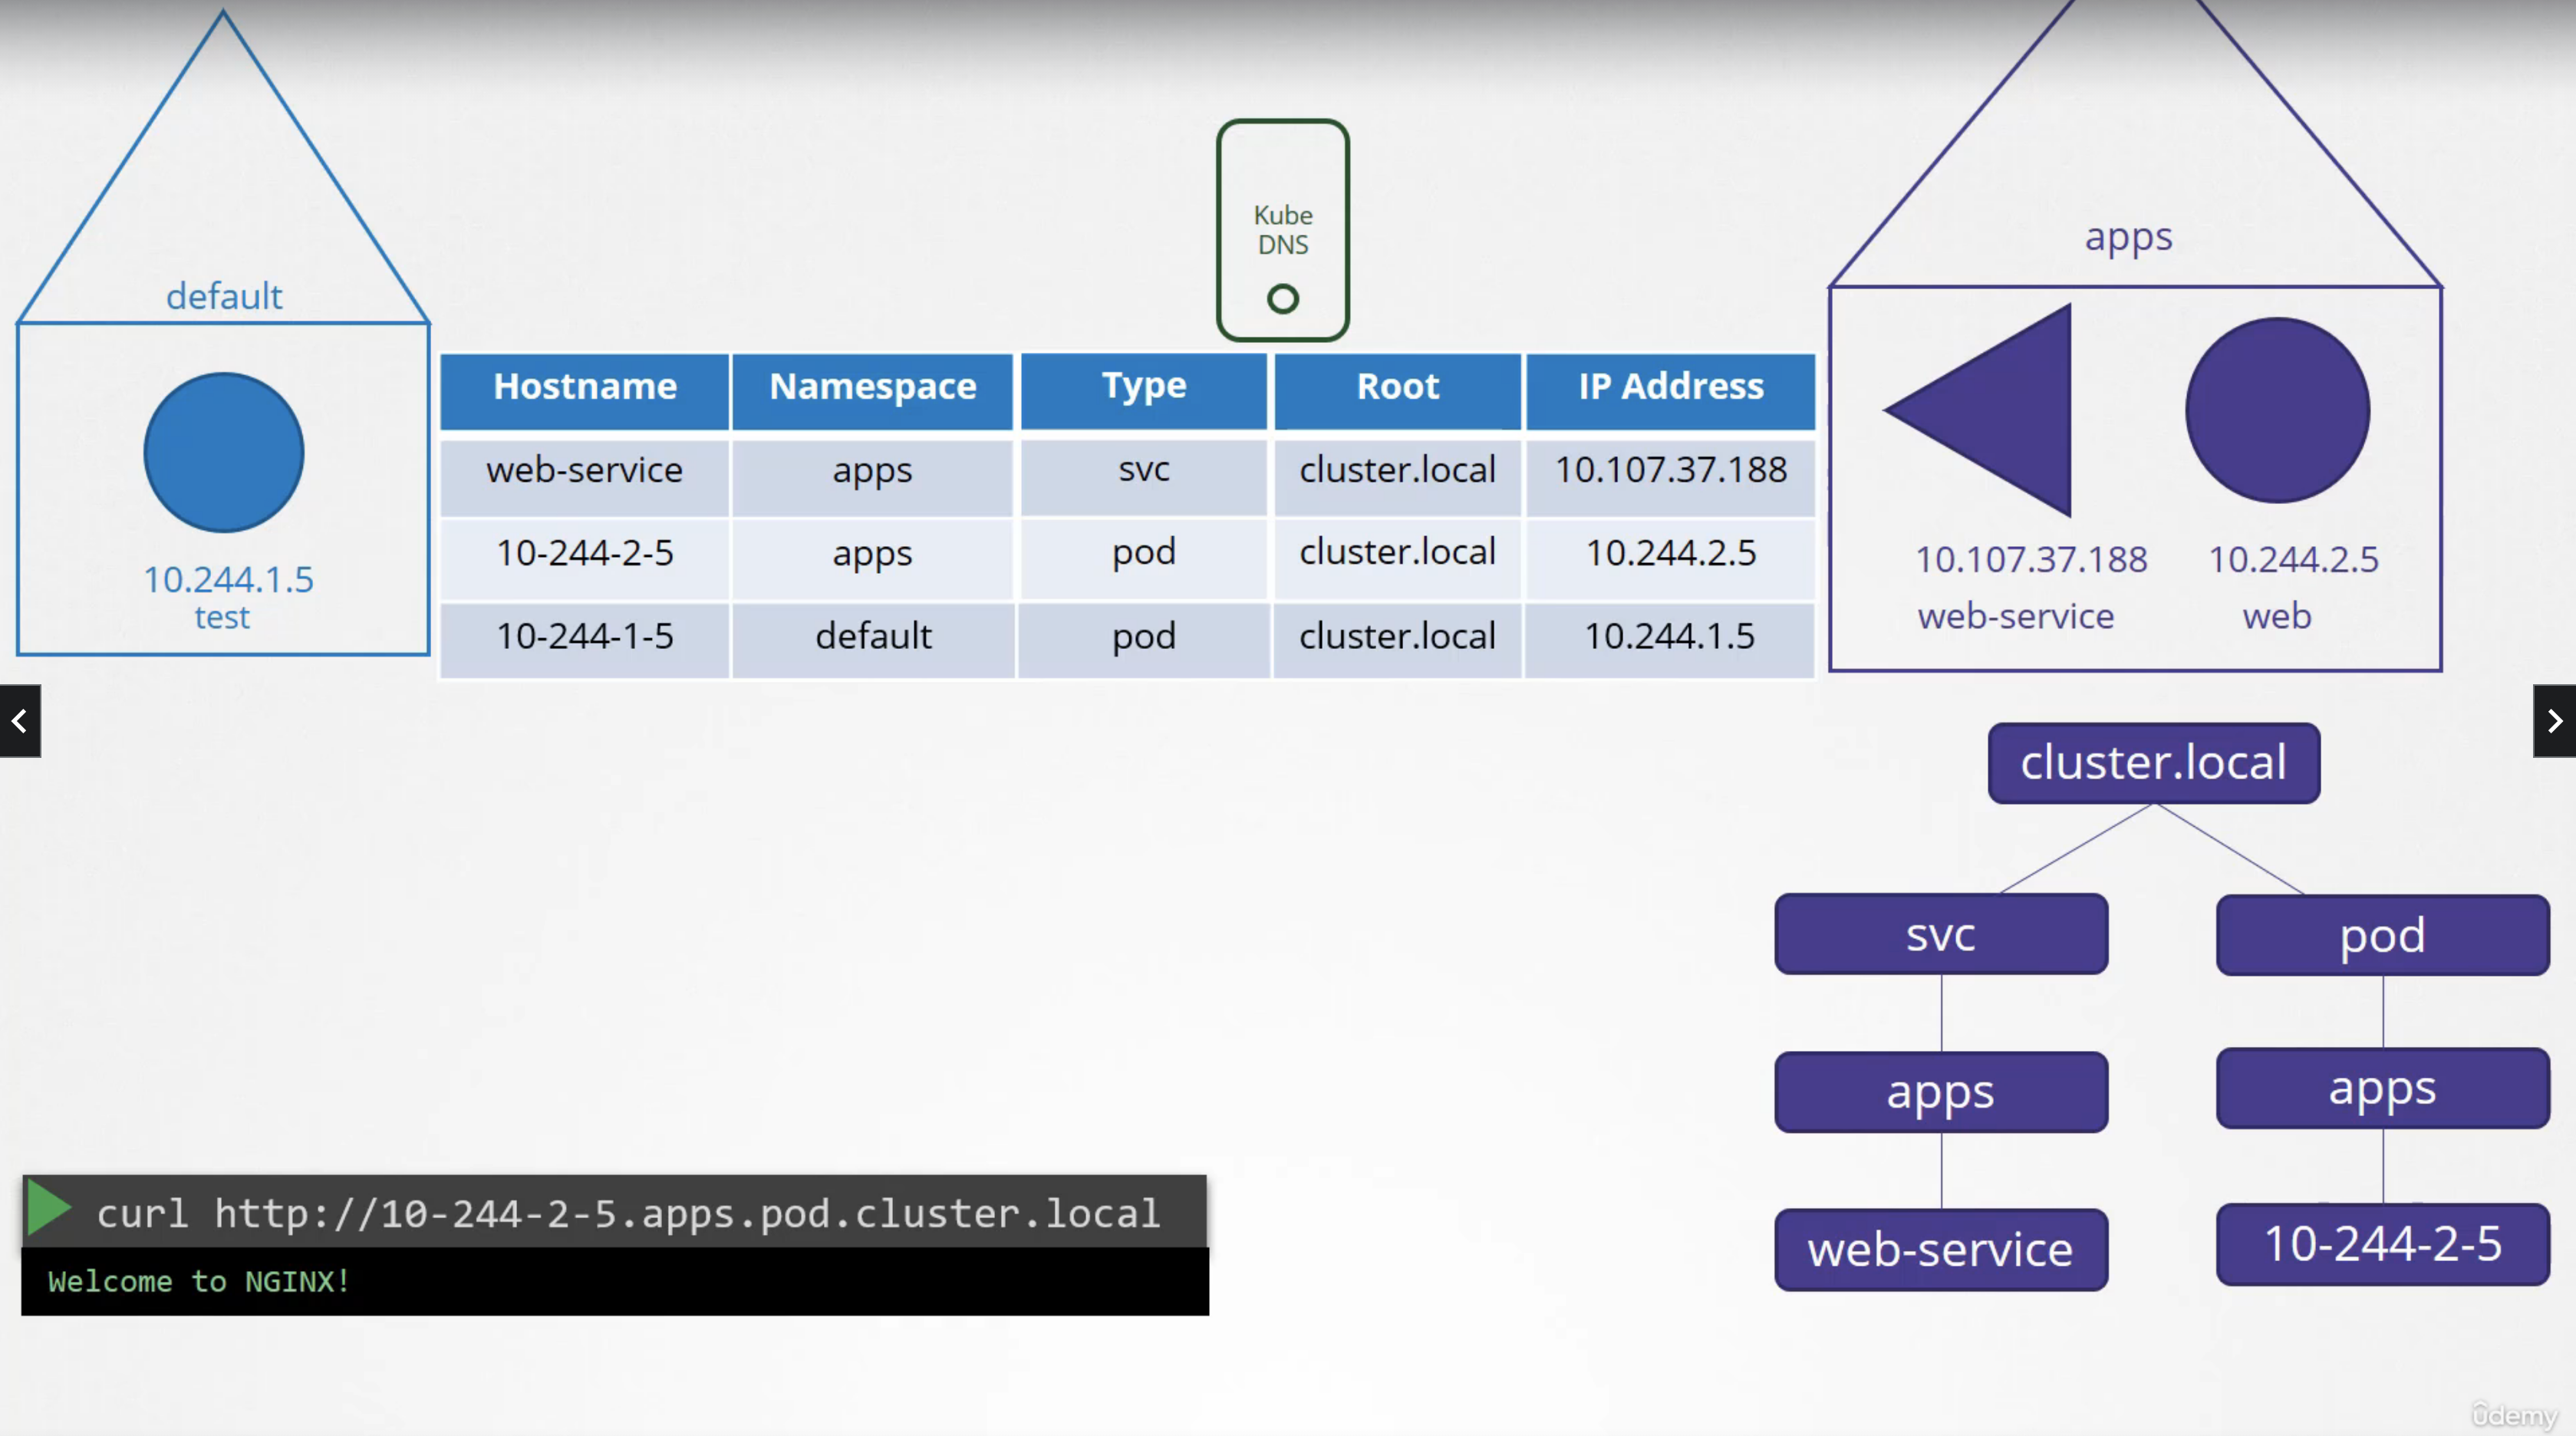 default
10.244.1.5
test
Kube
DNS
Hostname Namespace Type Root IP Address
web-service apps svc cluster.local 10.107.37.188
10-244-2-5 apps pod cluster.local 10.244.2.5
10-244-1-5 default pod cluster.local 10.244.1.5
apps
10.107.37.188 10.244.2.5
web-service web
cluster.local
svc pod
apps apps
web-service 10-244-2-5
curl http://10-244-2-5.apps.pod.cluster.local
Welcome to NGINX!
ûdemy